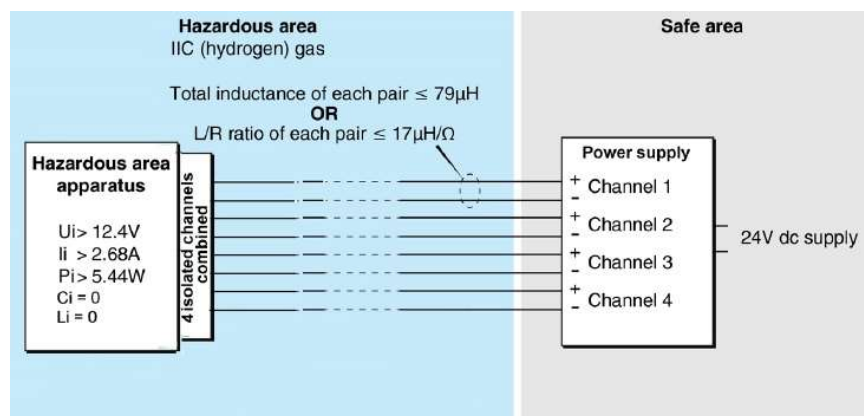 Hazardous area
IIC (hydrogen) gas
Safe area
Total inductance of each pair ≤ 79μH
OR
L/R ratio of each pair ≤ 17μH/Ω
Hazardous area
apparatus
Ui> 12.4V
Ii > 2.68A
Pi> 5.44W
Ci = 0
Li = 0
4 isolated channels
combined
Power supply
+ Channel 1
-
+ Channel 2
-
+ Channel 3
-
+ Channel 4
-
24V dc supply